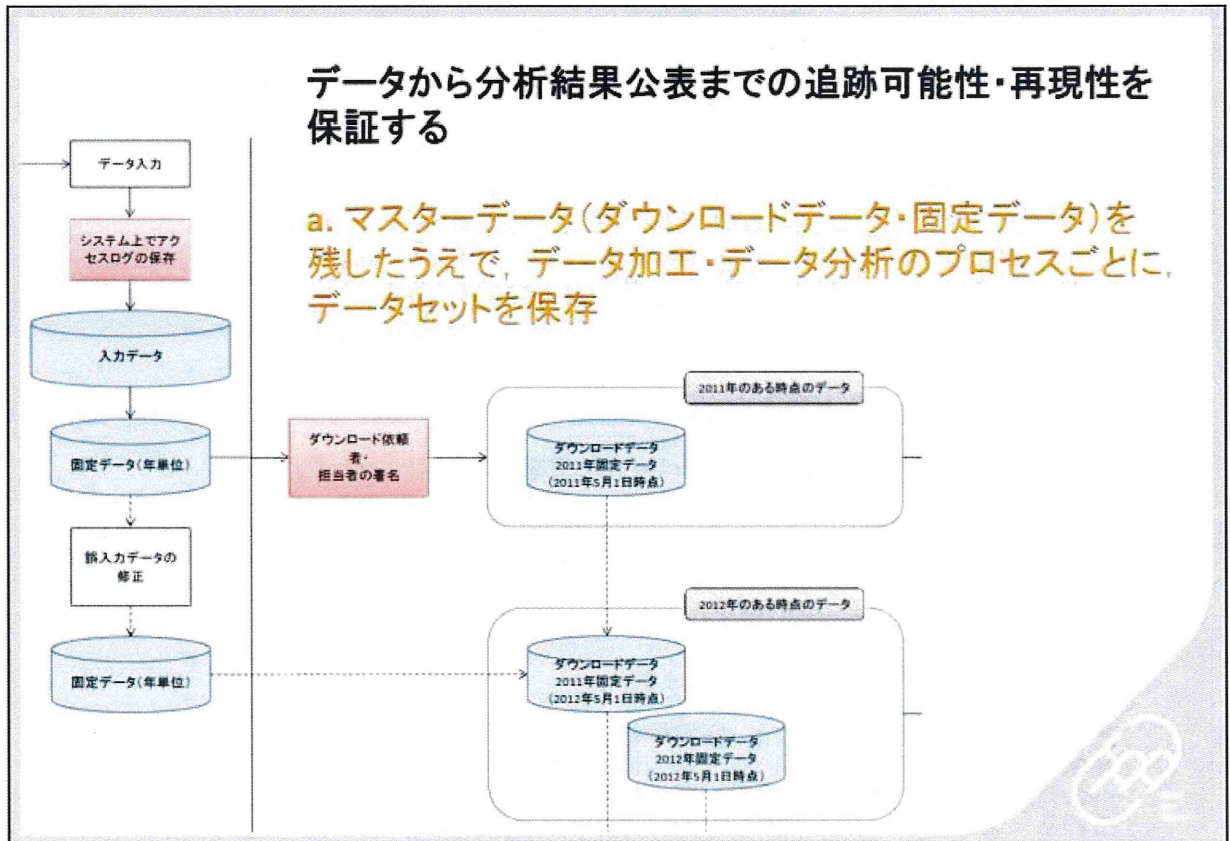 データから分析結果公表までの追跡可能性・再現性を
保証する
a. マスターデータ(ダウンロードデータ・固定データ)を
残したうえで, データ加工・データ分析のプロセスごとに,
データセットを保存
データ入力
システム上でアク
セスログの保存
入力データ
固定データ(年単位)
誤入力データの
修正
固定データ(年単位)
ダウンロード依頼
者・
担当者の署名
2011年のある時点のデータ
ダウンロードデータ
2011年固定データ
(2011年5月1日時点)
2012年のある時点のデータ
ダウンロードデータ
2011年固定データ
(2012年5月1日時点)
ダウンロードデータ
2012年固定データ
(2012年5月1日時点)